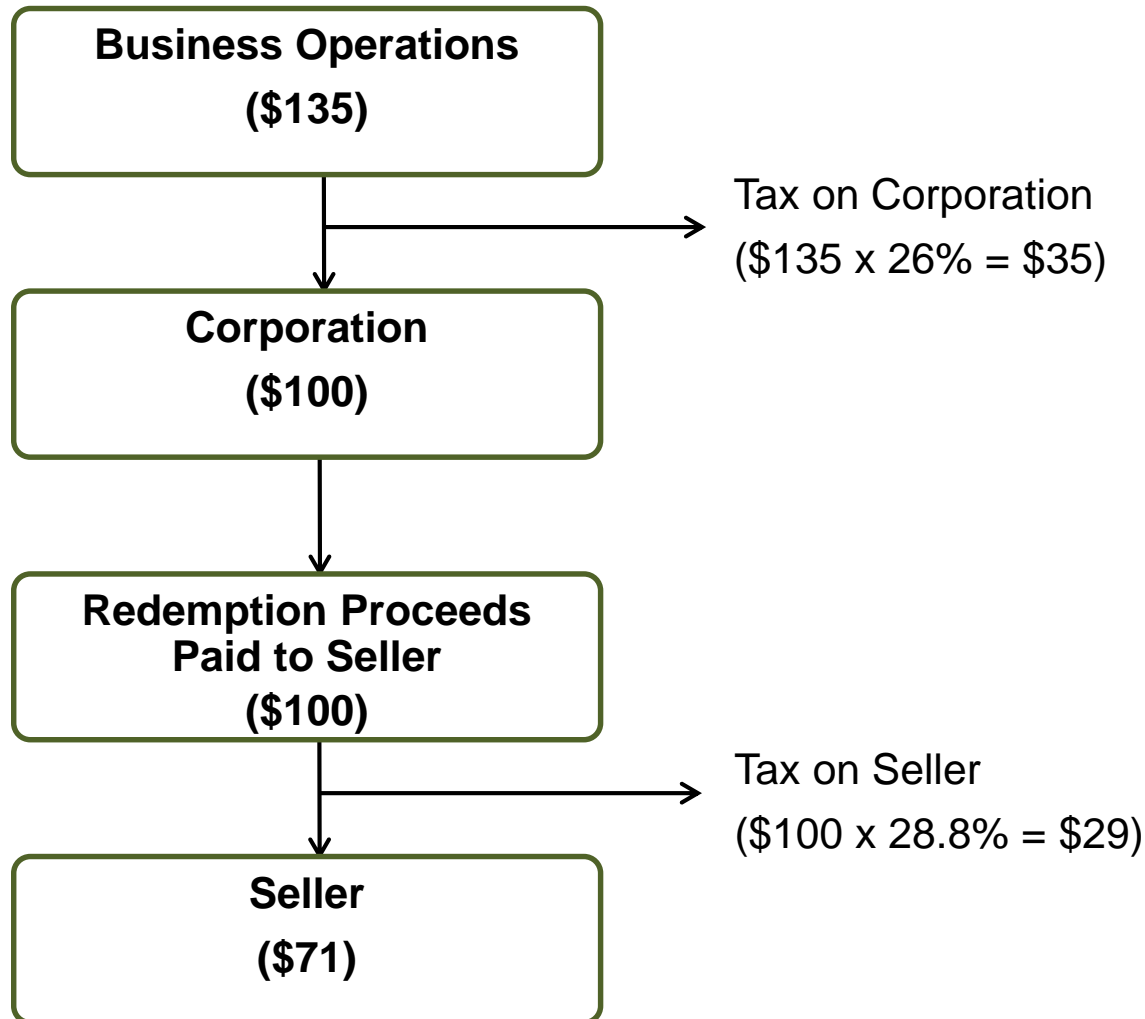 Business Operations
($135)
Tax on Corporation
($135 x 26% = $35)
Corporation
($100)
Redemption Proceeds
Paid to Seller
($100)
Tax on Seller
($100 x 28.8% = $29)
Seller
($71)